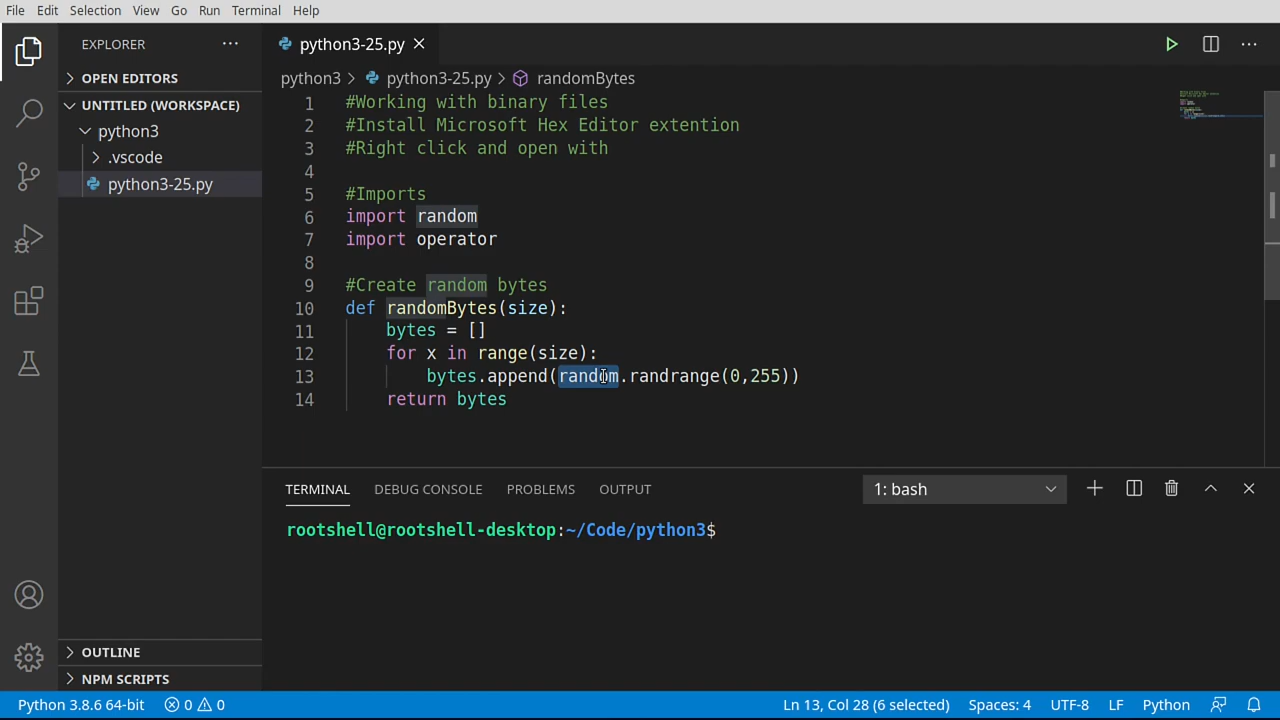 File Edit Selection View Go Run Terminal Help
EXPLORER
OPEN EDITORS
UNTITLED (WORKSPACE)
python3
.vscode
python3-25.py
OUTLINE
NPM SCRIPTS
python3-25.py
python3 > python3-25.py > randomBytes
1 #Working with binary files
2 #Install Microsoft Hex Editor extention
3 #Right click and open with
4
5 #Imports
6 import random
7 import operator
8
9 #Create random bytes
10 def randomBytes(size):
11 bytes = []
12 for x in range(size):
13 bytes.append(random.randrange(0,255))
14 return bytes
TERMINAL DEBUG CONSOLE PROBLEMS OUTPUT 1: bash
rootshell@rootshell-desktop:~/Code/python3$
Python 3.8.6 64-bit 0 0 Ln 13, Col 28 (6 selected) Spaces: 4 UTF-8 LF Python